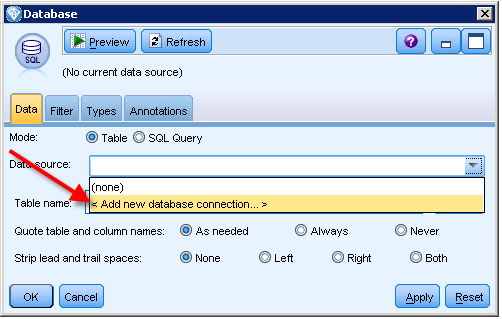 Database
SQL
Preview
Refresh
?
(No current data source)
Data Filter Types Annotations
Mode: Table SQL Query
Data source:
(none)
Table name: < Add new database connection... >
Quote table and column names: As needed Always Never
Strip lead and trail spaces: None Left Right Both
OK Cancel Apply Reset